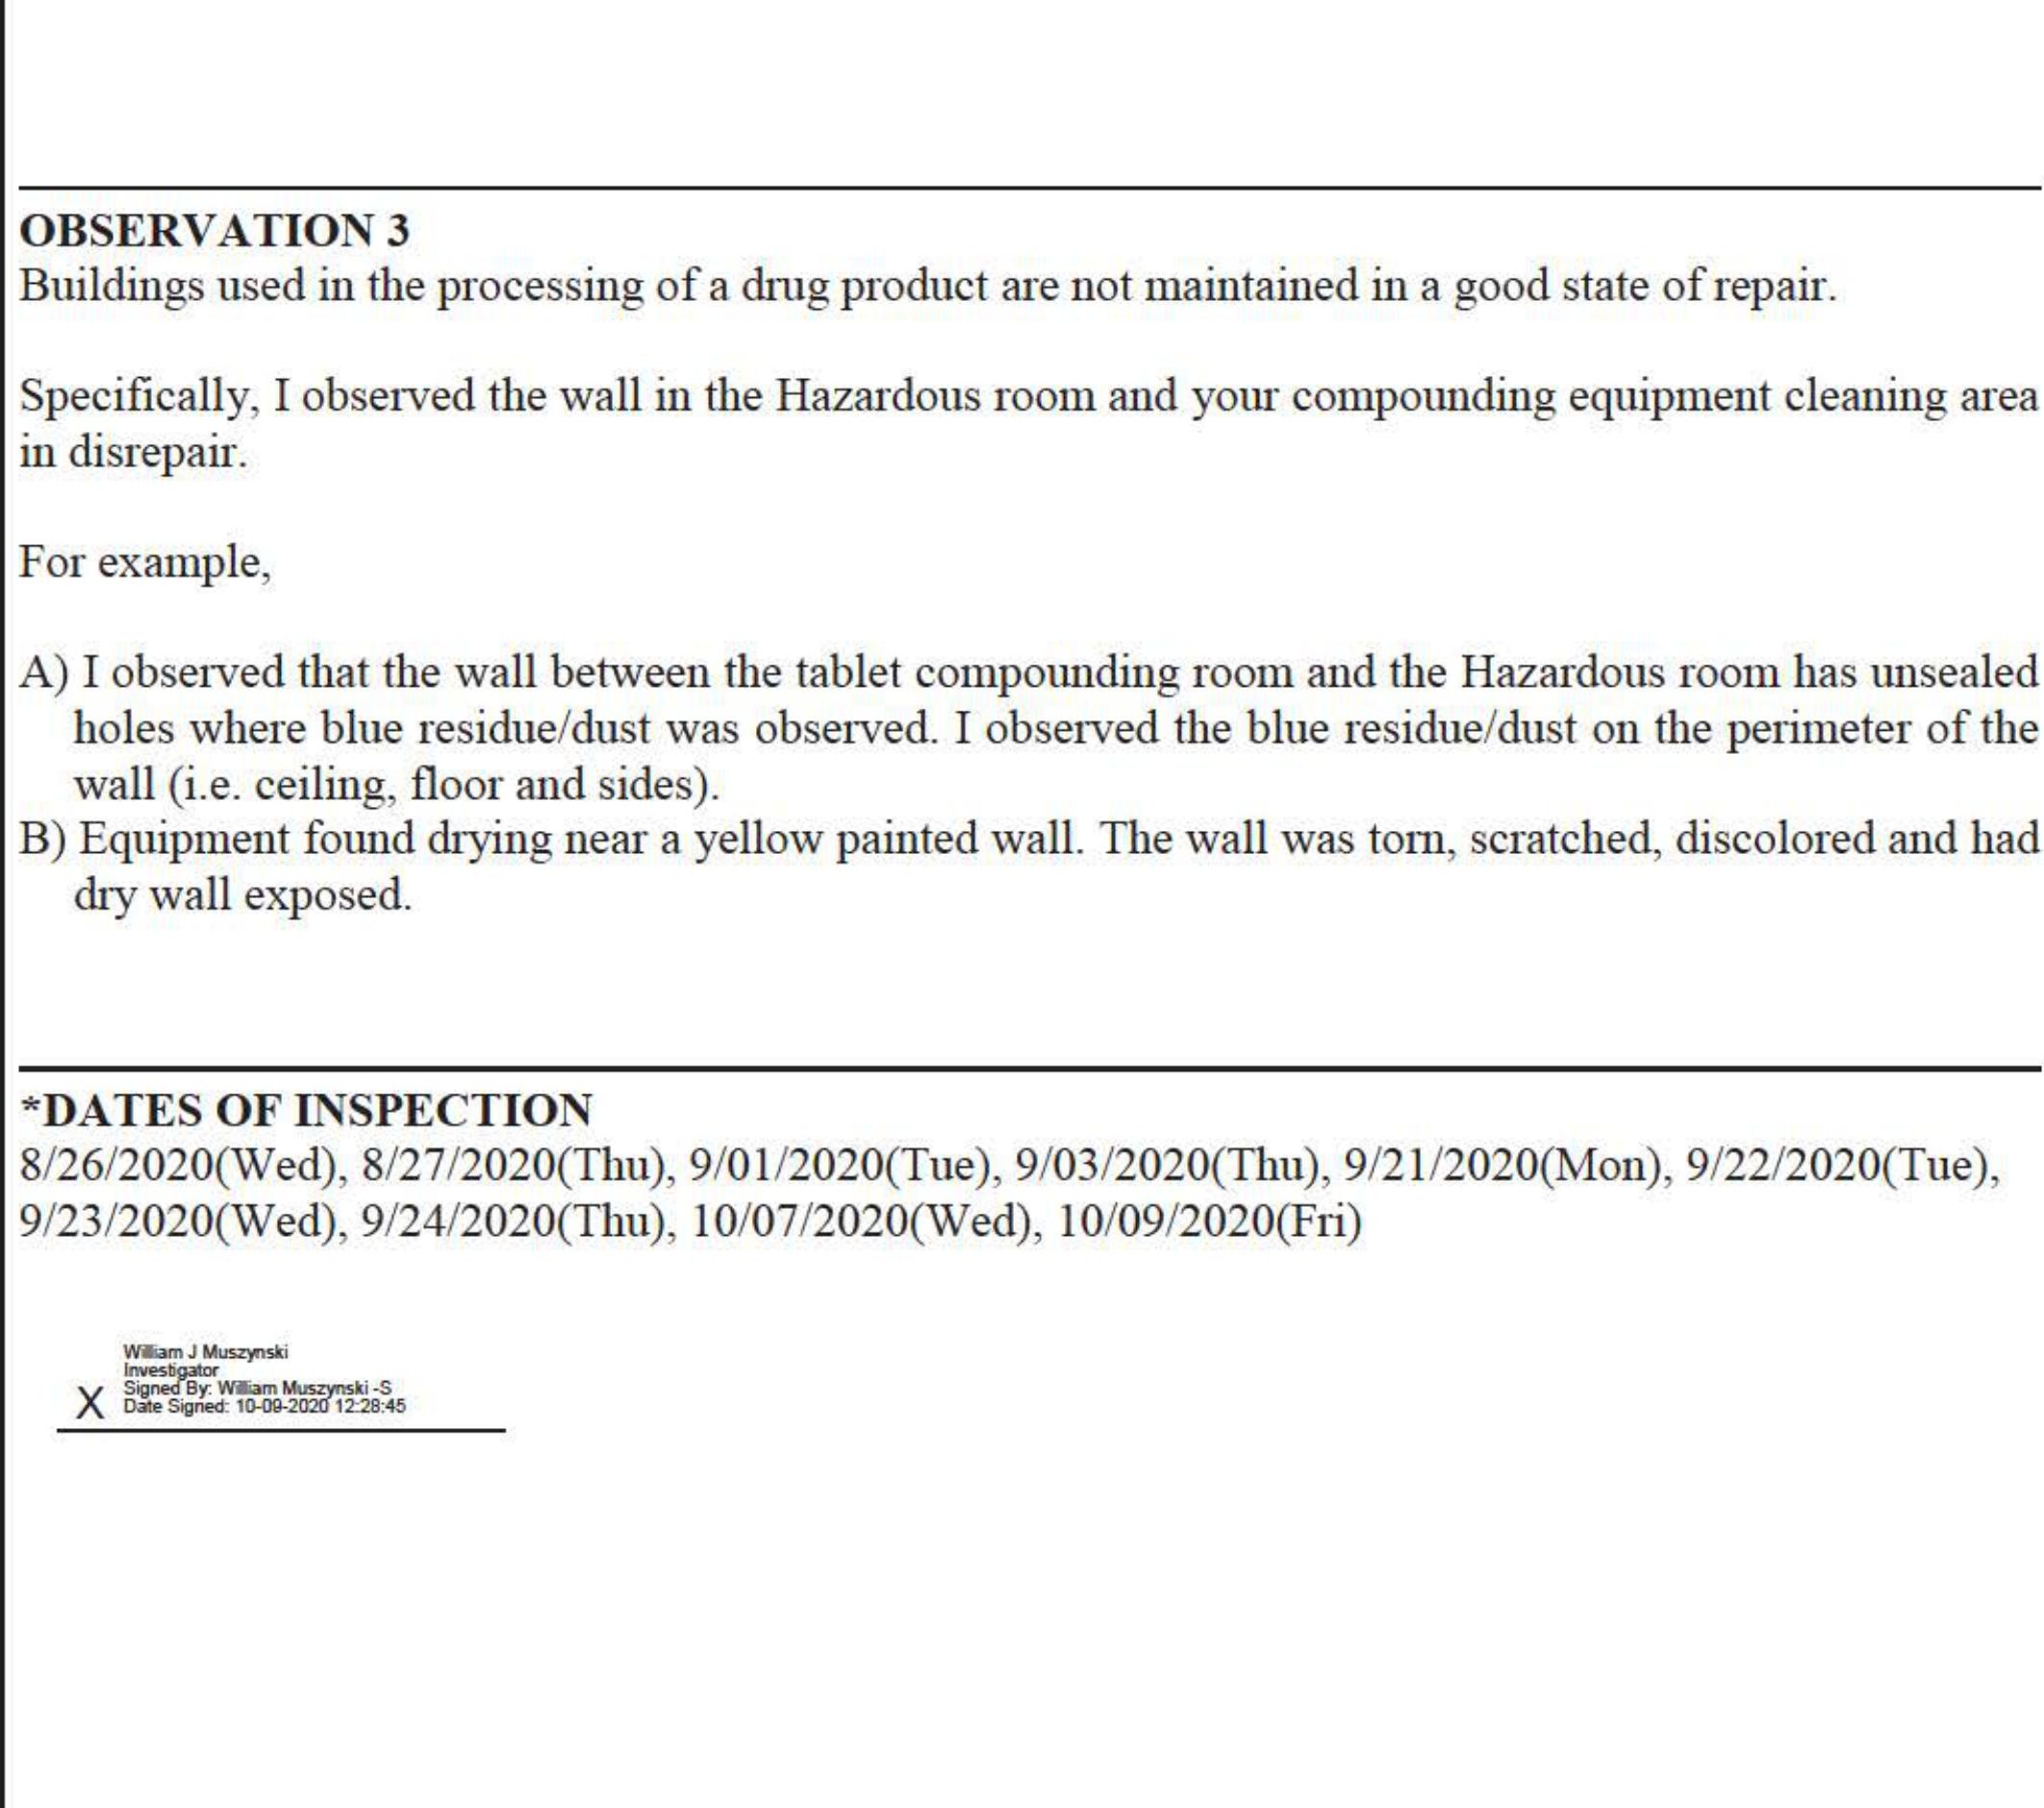 OBSERVATION 3
Buildings used in the processing of a drug product are not maintained in a good state of repair.
Specifically, I observed the wall in the Hazardous room and your compounding equipment cleaning area
in disrepair.
For example,
A) I observed that the wall between the tablet compounding room and the Hazardous room has unsealed
holes where blue residue/dust was observed. I observed the blue residue/dust on the perimeter of the
wall (i.e. ceiling, floor and sides).
B) Equipment found drying near a yellow painted wall. The wall was torn, scratched, discolored and had
dry wall exposed.
*DATES OF INSPECTION
8/26/2020(Wed), 8/27/2020(Thu), 9/01/2020(Tue), 9/03/2020(Thu), 9/21/2020(Mon), 9/22/2020(Tue),
9/23/2020(Wed), 9/24/2020(Thu), 10/07/2020(Wed), 10/09/2020(Fri)
William J Muszynski
Investigator
Signed By: William Muszynski -S
X Date Signed: 10-09-2020 12:28:45